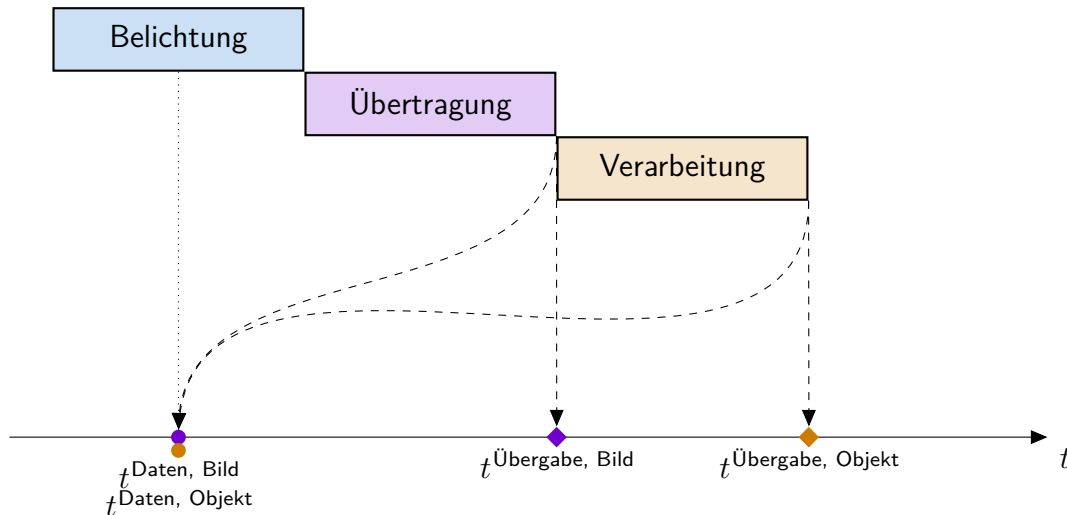 Belichtung
Übertragung
Verarbeitung
t^Daten, Bild
t^Daten, Objekt
t^Übergabe, Bild
t^Übergabe, Objekt
t